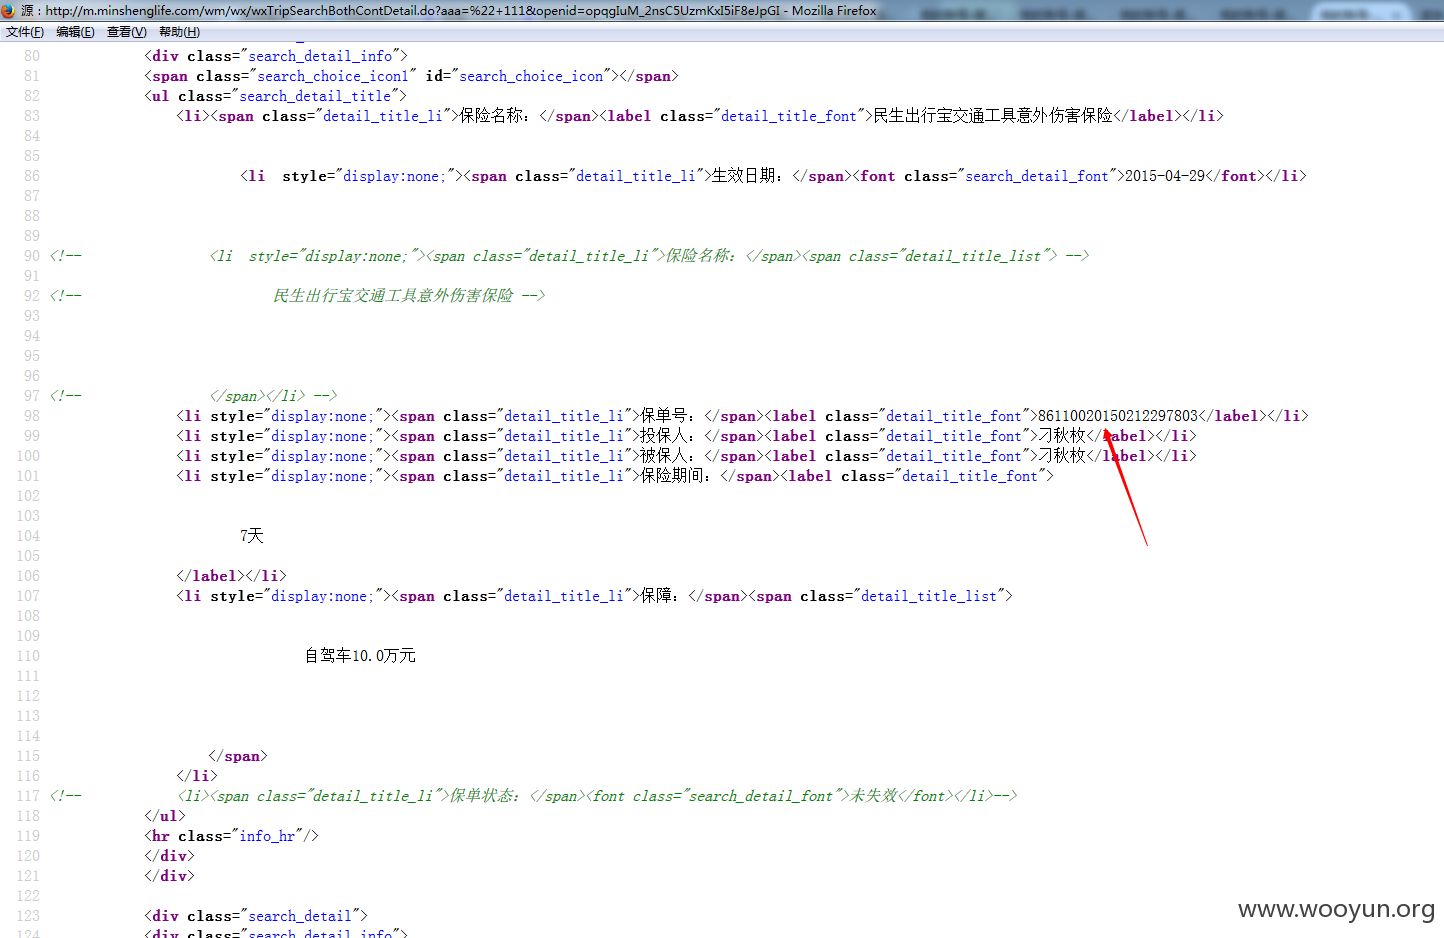 源：http://m.minshenglife.com/wm/wx/wxTripSearchBothContDetail.do?aaa=%22+111&openid=opqgIuM_2nsC5UzmKxI5iF8eJpGI - Mozilla Firefox
文件(F) 编辑(E) 查看(V) 帮助(H)
80 <div class="search_detail_info">
81 <span class="search_choice_icon1" id="search_choice_icon"></span>
82 <ul class="search_detail_title">
83 <li><span class="detail_title_li">保险名称：</span><label class="detail_title_font">民生出行宝交通工具意外伤害保险</label></li>
84
85
86 <li  style="display:none;"><span class="detail_title_li">生效日期：</span><font class="search_detail_font">2015-04-29</font></li>
87
88
89
90 <!-- <li  style="display:none;"><span class="detail_title_li">保险名称：</span><span class="detail_title_list"> -->
91
92 <!-- 民生出行宝交通工具意外伤害保险 -->
93
94
95
96
97 <!-- </span></li> -->
98 <li style="display:none;"><span class="detail_title_li">保单号：</span><label class="detail_title_font">86110020150212297803</label></li>
99 <li style="display:none;"><span class="detail_title_li">投保人：</span><label class="detail_title_font">刁秋枚</label></li>
100 <li style="display:none;"><span class="detail_title_li">被保人：</span><label class="detail_title_font">刁秋枚</label></li>
101 <li style="display:none;"><span class="detail_title_li">保险期间：</span><label class="detail_title_font">
102
103
104 7天
105
106 </label></li>
107 <li style="display:none;"><span class="detail_title_li">保障：</span><span class="detail_title_list">
108
109
110 自驾车10.0万元
111
112
113
114
115 </span>
116 </li>
117 <!-- <li><span class="detail_title_li">保单状态：</span><font class="search_detail_font">未失效</font></li>-->
118 </ul>
119 <hr class="info_hr"/>
120 </div>
121 </div>
122
123 <div class="search_detail">
124 <div class="search_detail_info">
www.wooyun.org